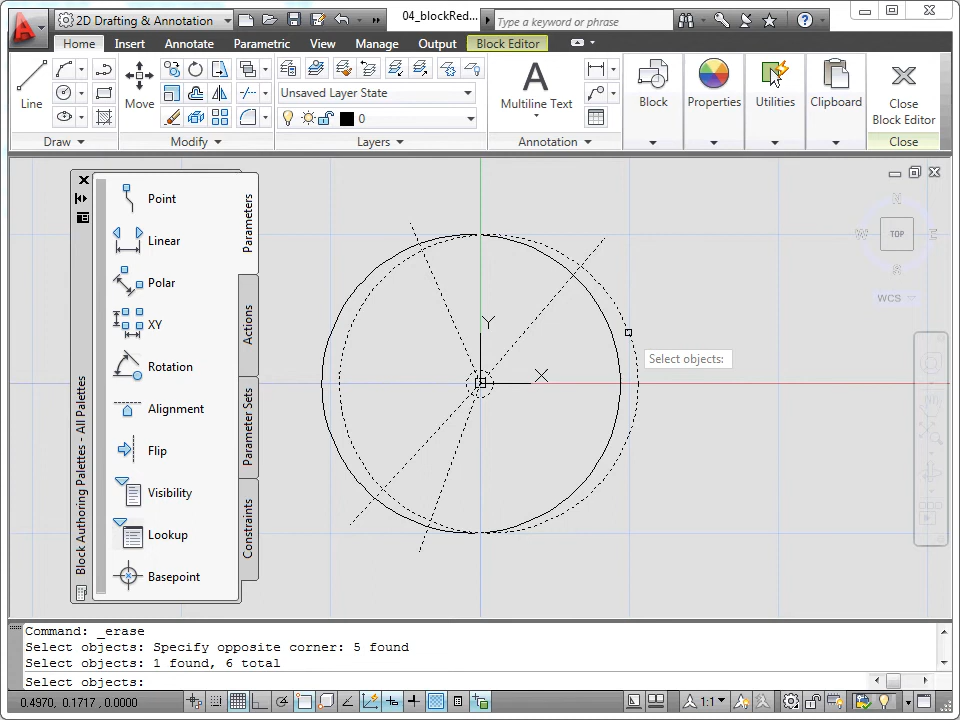 2D Drafting & Annotation
04_blockRed...
Type a keyword or phrase
Home Insert Annotate Parametric View Manage Output Block Editor
Line
Move
Unsaved Layer State
0
A
Multiline Text
Block
Properties
Utilities
Clipboard
Close
Block Editor
Draw
Modify
Layers
Annotation
Close
Block Authoring Palettes - All Palettes
Point
Linear
Polar
XY
Rotation
Alignment
Flip
Visibility
Lookup
Basepoint
Parameters
Actions
Parameter Sets
Constraints
Y
X
Select objects:
N
W
TOP
E
S
WCS
Command: _erase
Select objects: Specify opposite corner: 5 found
Select objects: 1 found, 6 total
Select objects:
0.4970, 0.1717, 0.0000
1:1